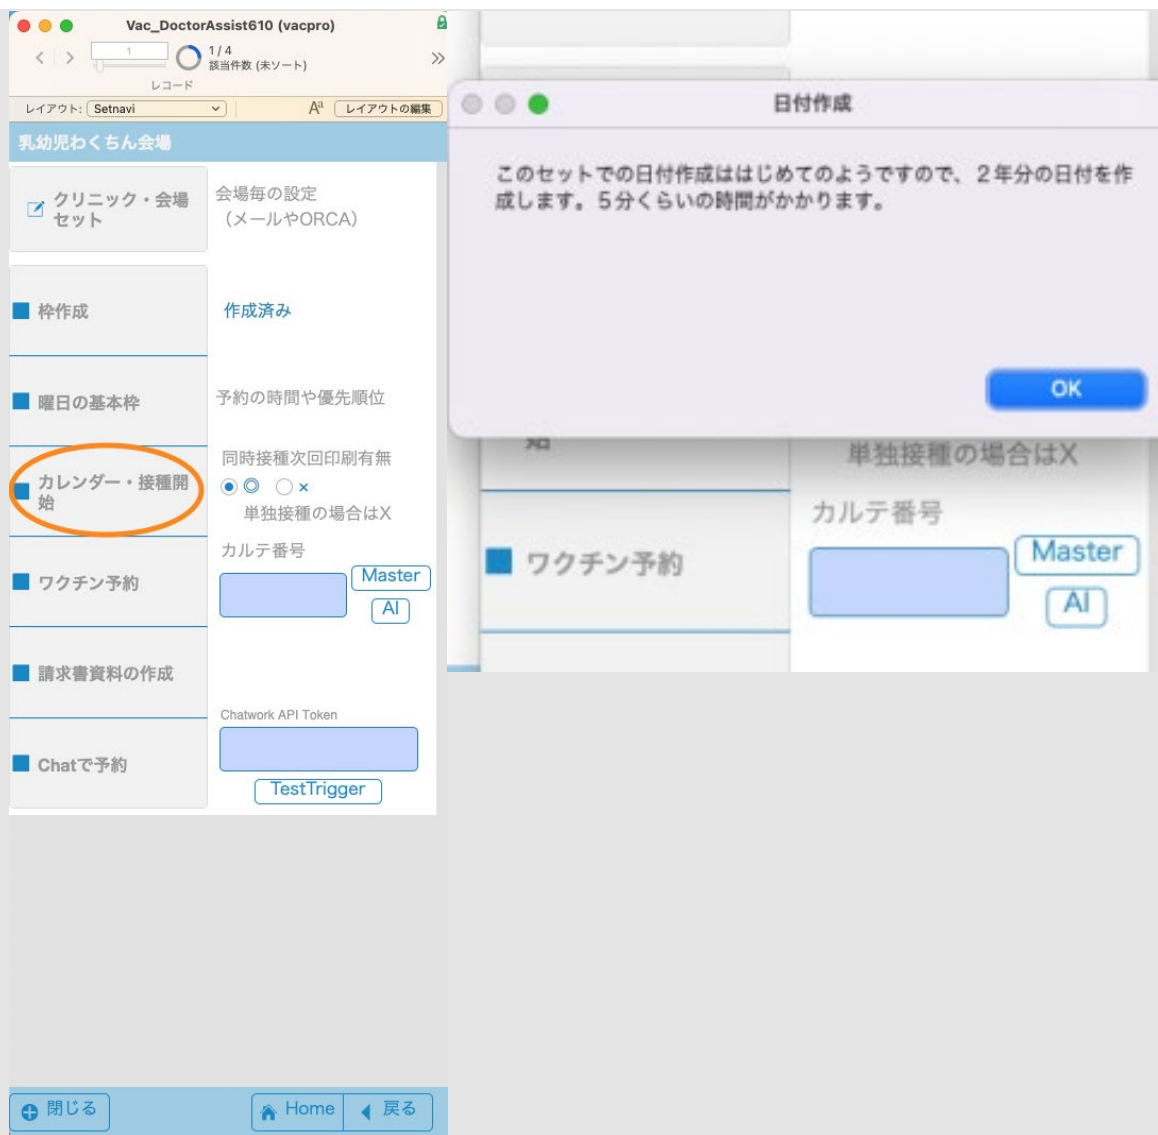 Vac_DoctorAssist610 (vacpro)
1
1 / 4
該当件数 (未ソート)
レコード
レイアウト: Setnavi
Aa レイアウトの編集
乳幼児わくちん会場
クリニック・会場
セット
会場毎の設定
（メールやORCA）
枠作成
作成済み
曜日の基本枠
予約の時間や優先順位
カレンダー・接種開
始
同時接種次回印刷有無
◎ ×
単独接種の場合はX
ワクチン予約
カルテ番号
Master
AI
請求書資料の作成
Chatで予約
Chatwork API Token
TestTrigger
閉じる
Home
戻る
日付作成
このセットでの日付作成ははじめてのようですので、２年分の日付を作
成します。５分くらいの時間がかかります。
OK
始
単独接種の場合はX
ワクチン予約
カルテ番号
Master
AI